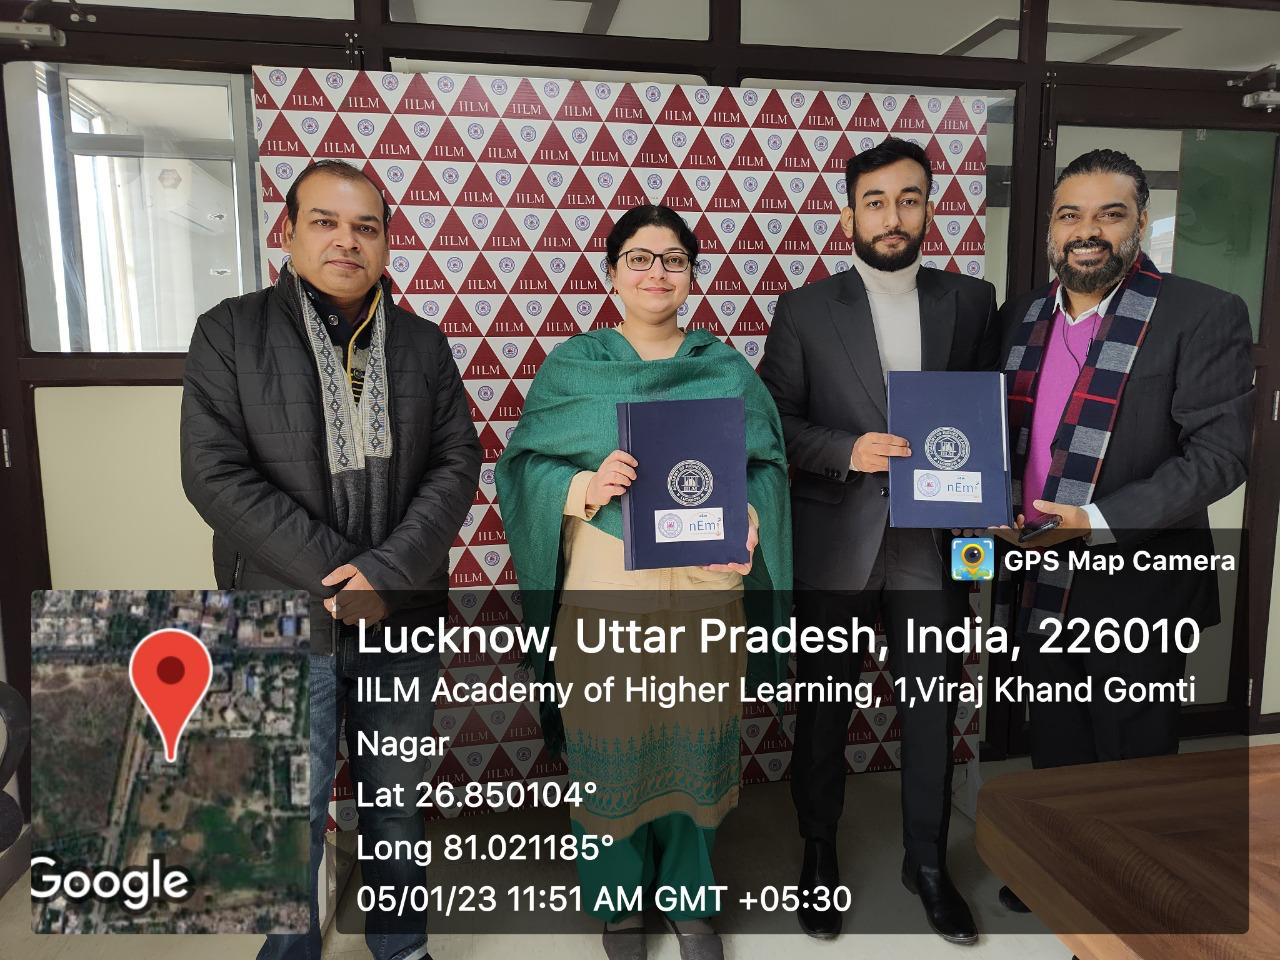 IILM
nEm
nEm
GPS Map Camera
Lucknow, Uttar Pradesh, India, 226010
IILM Academy of Higher Learning, 1,Viraj Khand Gomti
Nagar
Lat 26.850104°
Long 81.021185°
05/01/23 11:51 AM GMT +05:30
Google